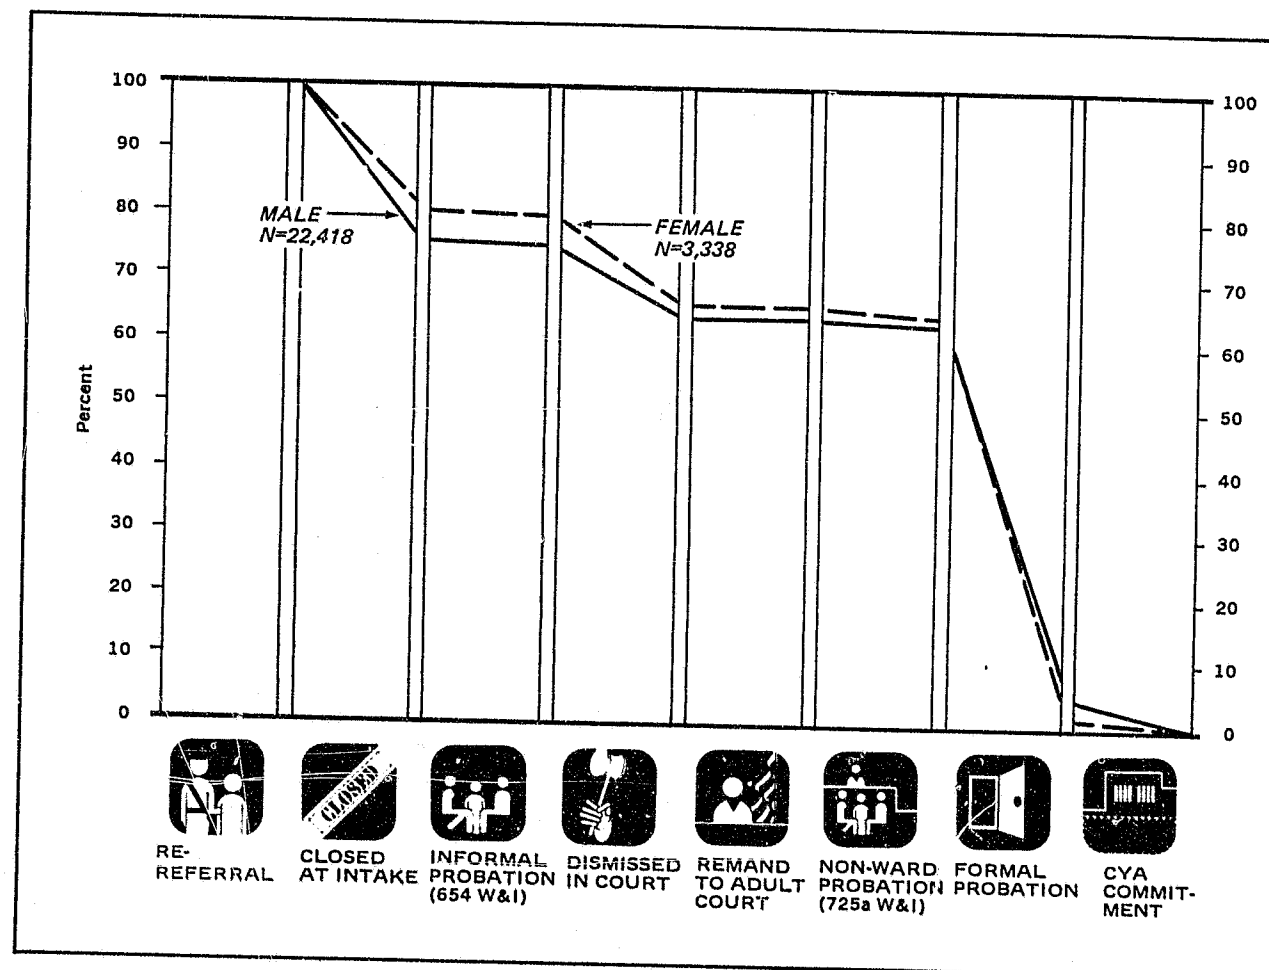 100
90
80
70
60
50
40
30
20
10
0
Percent
100
90
80
70
60
50
40
30
20
10
0
MALE
N=22,418
FEMALE
N=3,338
CLOSED
RE-
REFERRAL
CLOSED
AT INTAKE
INFORMAL
PROBATION
(654 W&I)
DISMISSED
IN COURT
REMAND
TO ADULT
COURT
NON-WARD
PROBATION
(725a W&I)
FORMAL
PROBATION
CYA
COMMIT-
MENT